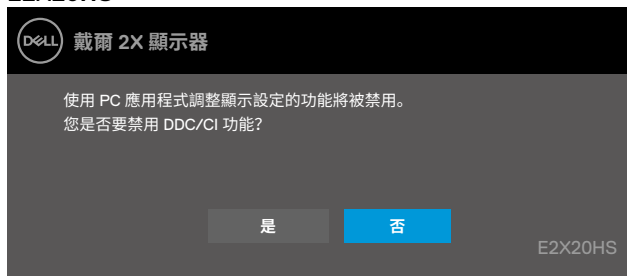 DELL 戴爾 2X 顯示器
使用 PC 應用程式調整顯示設定的功能將被禁用。
您是否要禁用 DDC/CI 功能?
是 否
E2X20HS